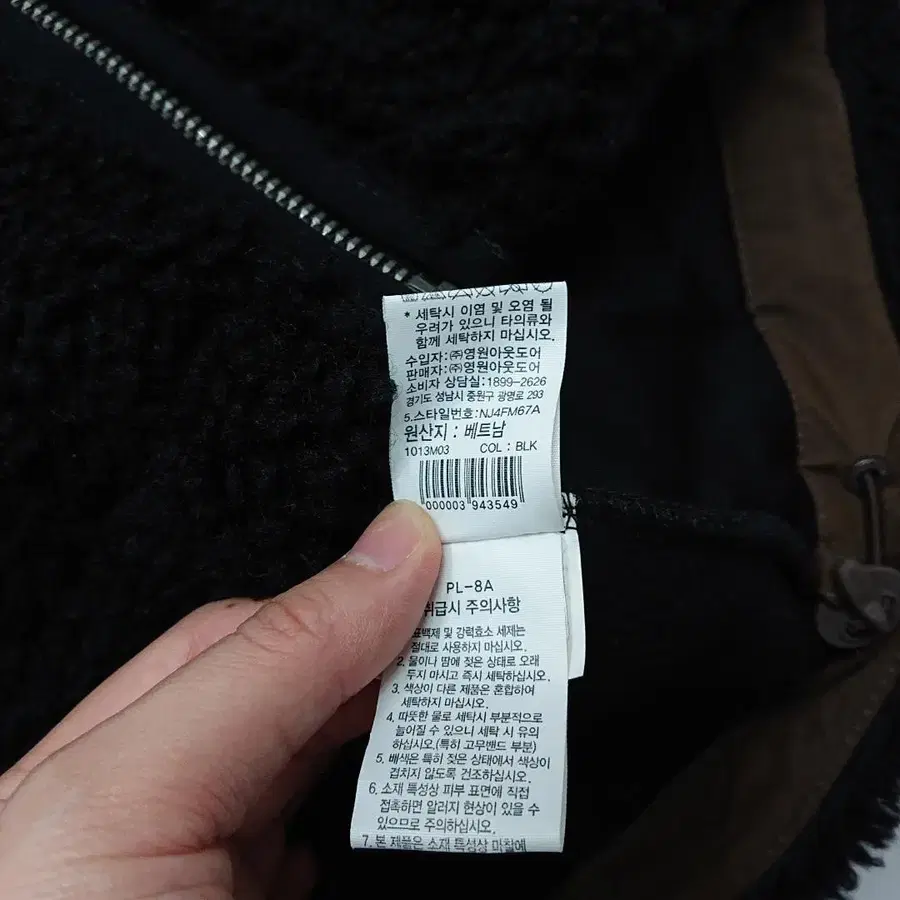 * 세탁시 이염 및 오염 될
우려가 있으니 타의류와
함께 세탁하지 마십시오.
수입자:㈜영원아웃도어
판매자:㈜영원아웃도어
소비자 상담실:1899-2626
경기도 성남시 중원구 광명로 293
5.스타일번호:NJ4FM67A
원산지 : 베트남
1013M03 COL : BLK
000003 943549
PL-8A
취급시 주의사항
표백제 및 강력효소 세제는
절대로 사용하지 마십시오.
2. 물이나 땀에 젖은 상태로 오래
두지 마시고 즉시 세탁하십시오.
3. 색상이 다른 제품은 혼합하여
세탁하지 마십시오.
4. 따뜻한 물로 세탁시 부분적으로
늘어질 수 있으니 세탁 시 유의
하십시오.(특히 고무밴드 부분)
5. 배색은 특히 젖은 상태에서 색상이
겹치지 않도록 건조하십시오.
6. 소재 특성상 피부 표면에 직접
접촉하면 알러지 현상이 있을 수
있으므로 주의하십시오.
7. 본 제품은 소재 특성상 마찰에